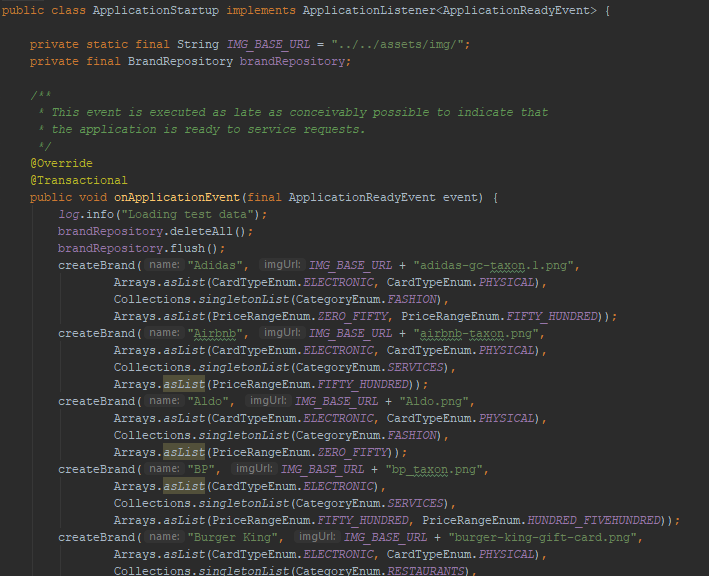 public class ApplicationStartup implements ApplicationListener<ApplicationReadyEvent> {
private static final String IMG_BASE_URL = "../../assets/img/";
private final BrandRepository brandRepository;
/**
* This event is executed as late as conceivably possible to indicate that
* the application is ready to service requests.
*/
@Override
@Transactional
public void onApplicationEvent(final ApplicationReadyEvent event) {
log.info("Loading test data");
brandRepository.deleteAll();
brandRepository.flush();
createBrand( name: "Adidas", imgUrl: IMG_BASE_URL + "adidas-gc-taxon.1.png",
Arrays.asList(CardTypeEnum.ELECTRONIC, CardTypeEnum.PHYSICAL),
Collections.singletonList(CategoryEnum.FASHION),
Arrays.asList(PriceRangeEnum.ZERO_FIFTY, PriceRangeEnum.FIFTY_HUNDRED));
createBrand( name: "Airbnb", imgUrl: IMG_BASE_URL + "airbnb-taxon.png",
Arrays.asList(CardTypeEnum.ELECTRONIC, CardTypeEnum.PHYSICAL),
Collections.singletonList(CategoryEnum.SERVICES),
Arrays.asList(PriceRangeEnum.FIFTY_HUNDRED));
createBrand( name: "Aldo", imgUrl: IMG_BASE_URL + "Aldo.png",
Arrays.asList(CardTypeEnum.ELECTRONIC, CardTypeEnum.PHYSICAL),
Collections.singletonList(CategoryEnum.FASHION),
Arrays.asList(PriceRangeEnum.ZERO_FIFTY));
createBrand( name: "BP", imgUrl: IMG_BASE_URL + "bp_taxon.png",
Arrays.asList(CardTypeEnum.ELECTRONIC),
Collections.singletonList(CategoryEnum.SERVICES),
Arrays.asList(PriceRangeEnum.FIFTY_HUNDRED, PriceRangeEnum.HUNDRED_FIVEHUNDRED));
createBrand( name: "Burger King", imgUrl: IMG_BASE_URL + "burger-king-gift-card.png",
Arrays.asList(CardTypeEnum.ELECTRONIC, CardTypeEnum.PHYSICAL),
Collections.singletonList(CategoryEnum.RESTAURANTS),